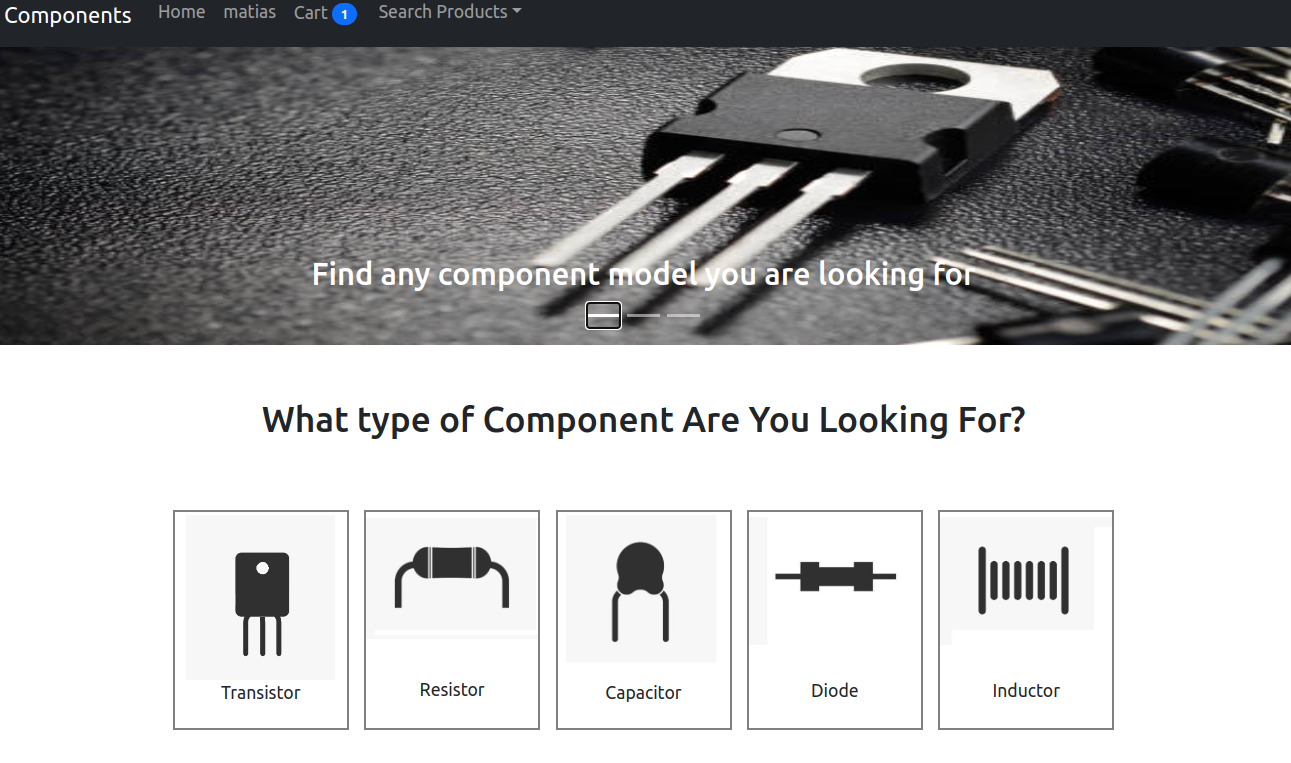 Components Home matias Cart 1 Search Products
Find any component model you are looking for
What type of Component Are You Looking For?
Transistor Resistor Capacitor Diode Inductor